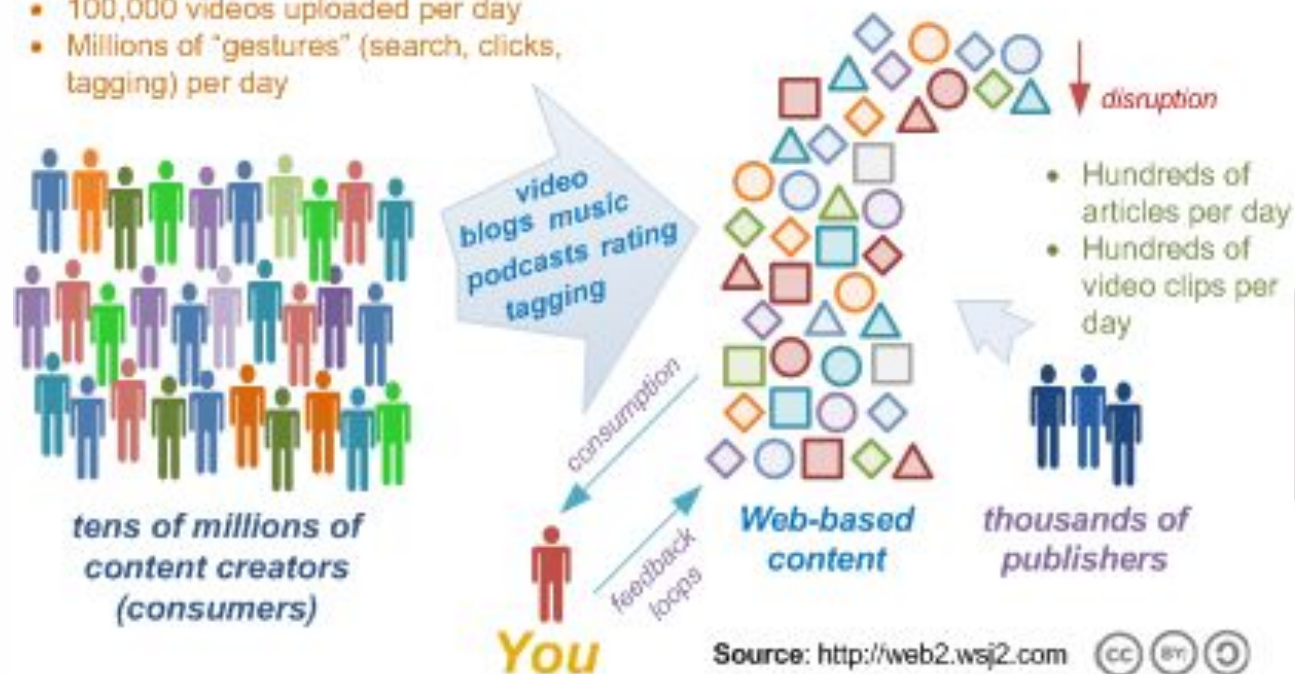 • 100,000 videos uploaded per day
• Millions of “gestures” (search, clicks,
tagging) per day
disruption
• Hundreds of
articles per day
• Hundreds of
video clips per
day
video
blogs music
podcasts rating
tagging
consumption
feedback
loops
tens of millions of
content creators
(consumers)
You
Web-based
content
thousands of
publishers
Source: http://web2.wsj2.com
cc BY: